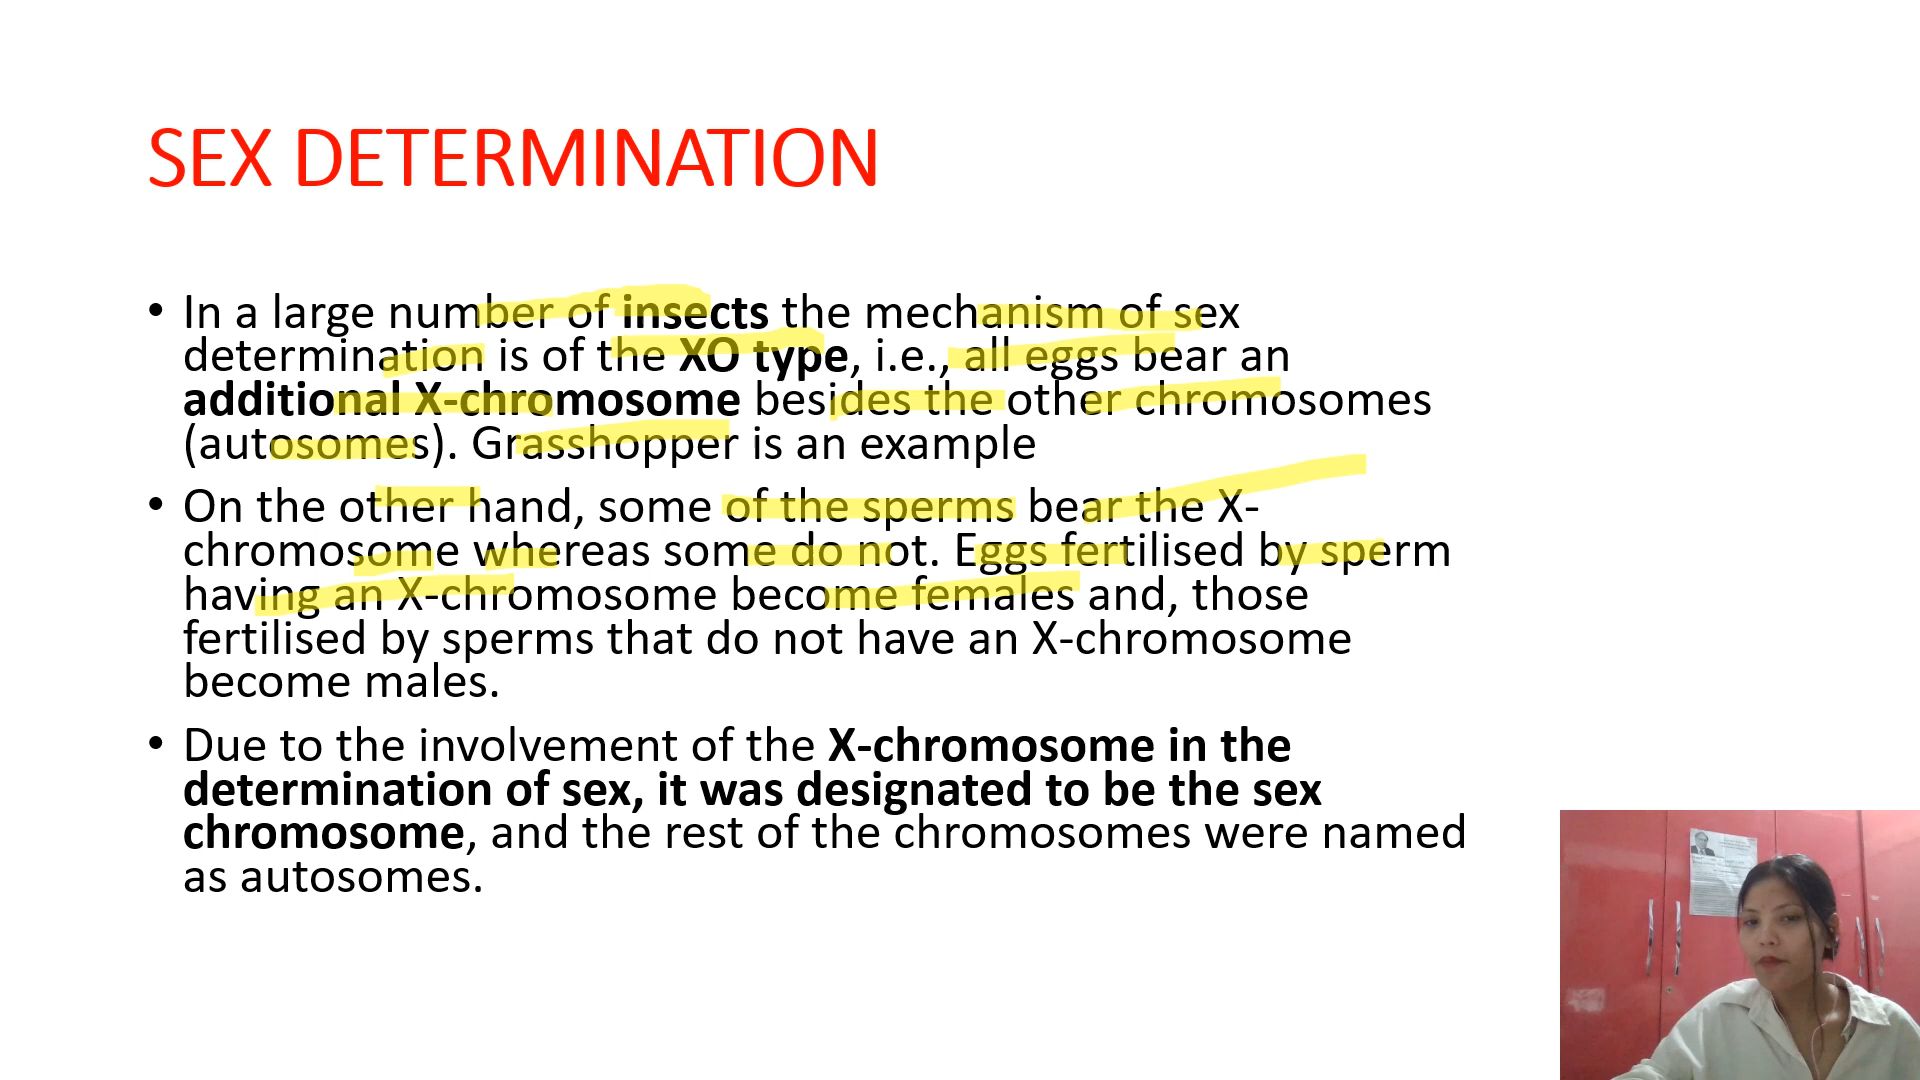 SEX DETERMINATION
• In a large number of insects the mechanism of sex
determination is of the XO type, i.e., all eggs bear an
additional X-chromosome besides the other chromosomes
(autosomes). Grasshopper is an example
• On the other hand, some of the sperms bear the X-
chromosome whereas some do not. Eggs fertilised by sperm
having an X-chromosome become females and, those
fertilised by sperms that do not have an X-chromosome
become males.
• Due to the involvement of the X-chromosome in the
determination of sex, it was designated to be the sex
chromosome, and the rest of the chromosomes were named
as autosomes.